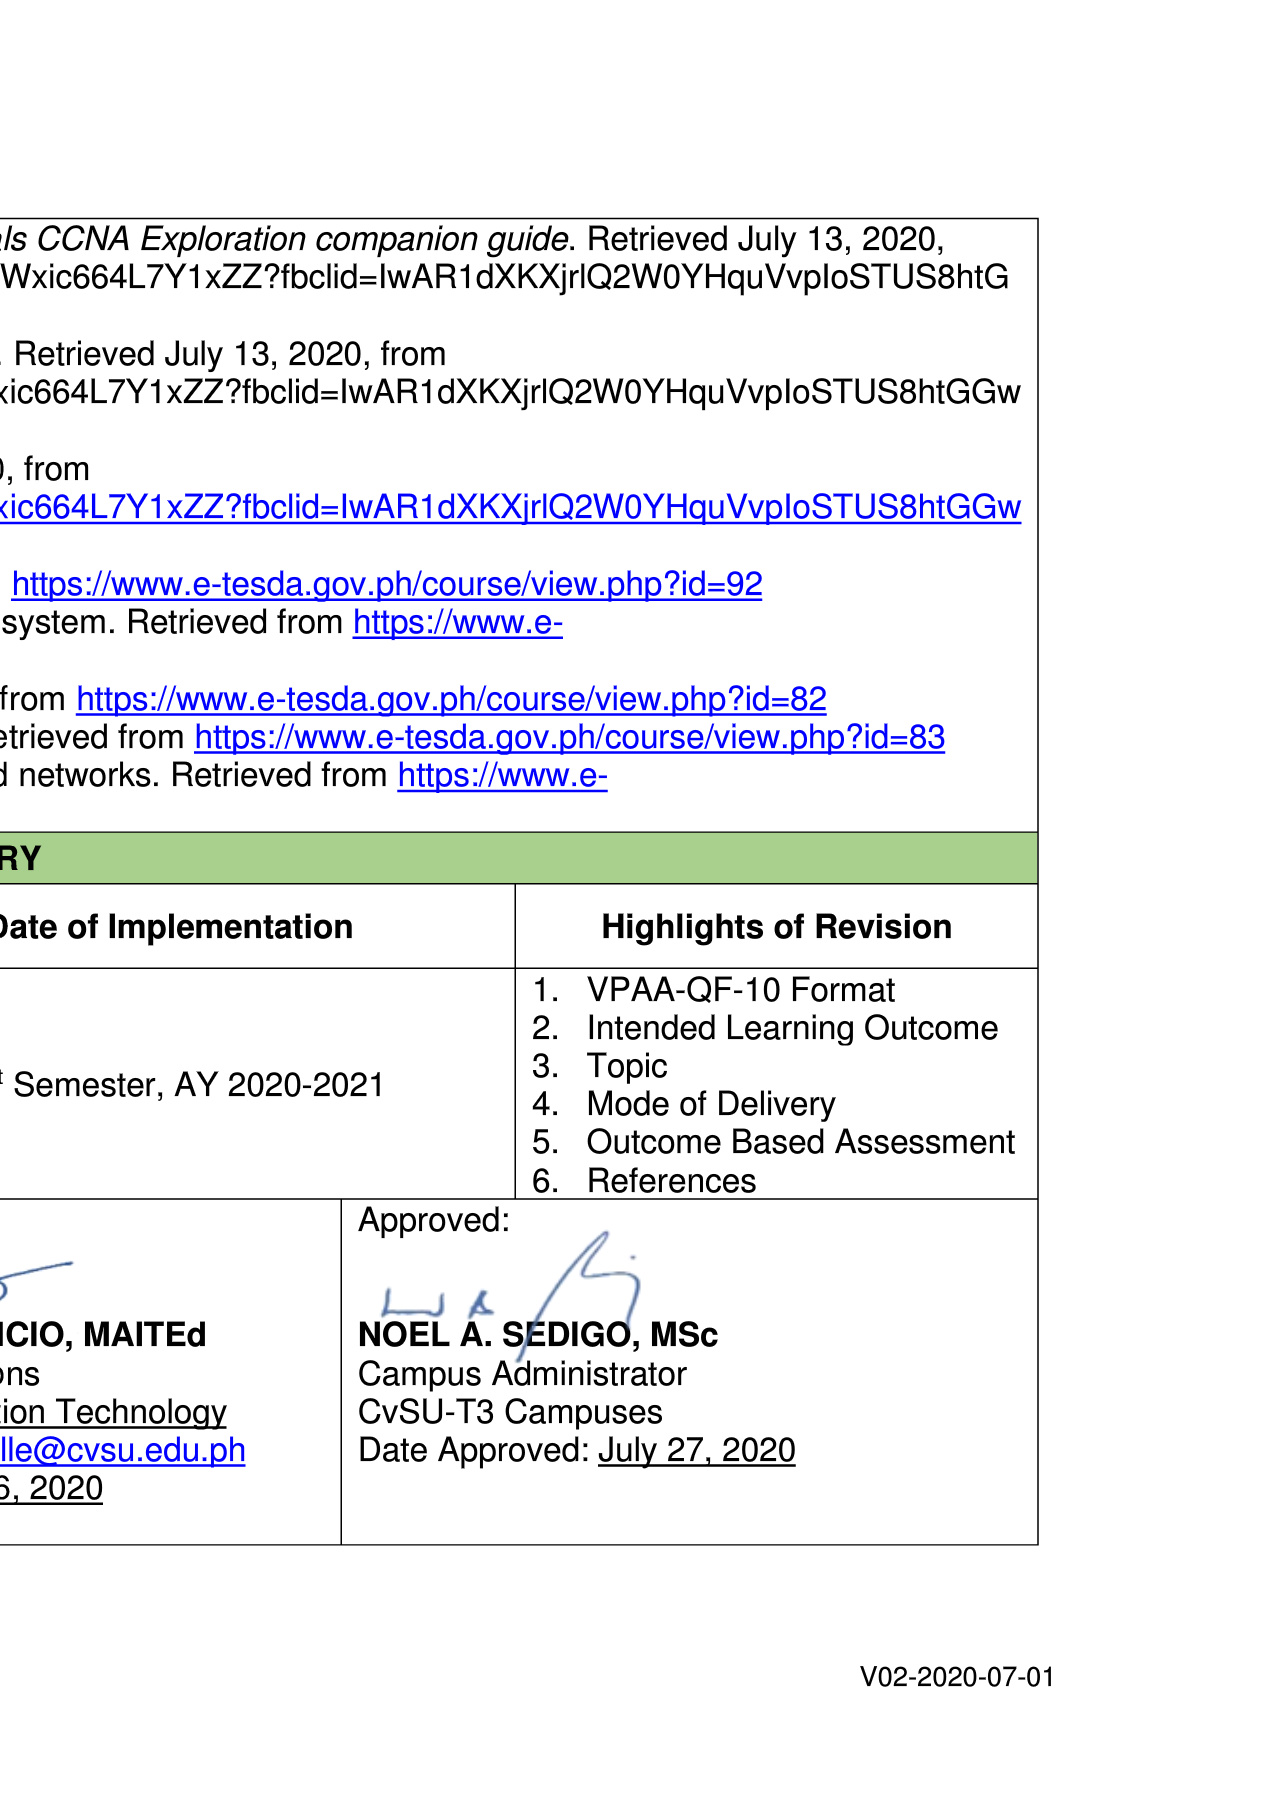 als CCNA Exploration companion guide. Retrieved July 13, 2020,
Wxic664L7Y1xZZ?fbclid=IwAR1dXKXjrlQ2W0YHquVvpIoSTUS8htG
. Retrieved July 13, 2020, from
xic664L7Y1xZZ?fbclid=IwAR1dXKXjrlQ2W0YHquVvpIoSTUS8htGGw
0, from
xic664L7Y1xZZ?fbclid=IwAR1dXKXjrlQ2W0YHquVvpIoSTUS8htGGw
https://www.e-tesda.gov.ph/course/view.php?id=92
system. Retrieved from https://www.e-
from https://www.e-tesda.gov.ph/course/view.php?id=82
etrieved from https://www.e-tesda.gov.ph/course/view.php?id=83
d networks. Retrieved from https://www.e-
RY
Date of Implementation
Highlights of Revision
t Semester, AY 2020-2021
1. VPAA-QF-10 Format
2. Intended Learning Outcome
3. Topic
4. Mode of Delivery
5. Outcome Based Assessment
6. References
ICIO, MAITEd
ons
tion Technology
lle@cvsu.edu.ph
6, 2020
Approved:
NOEL A. SEDIGO, MSc
Campus Administrator
CvSU-T3 Campuses
Date Approved: July 27, 2020
V02-2020-07-01